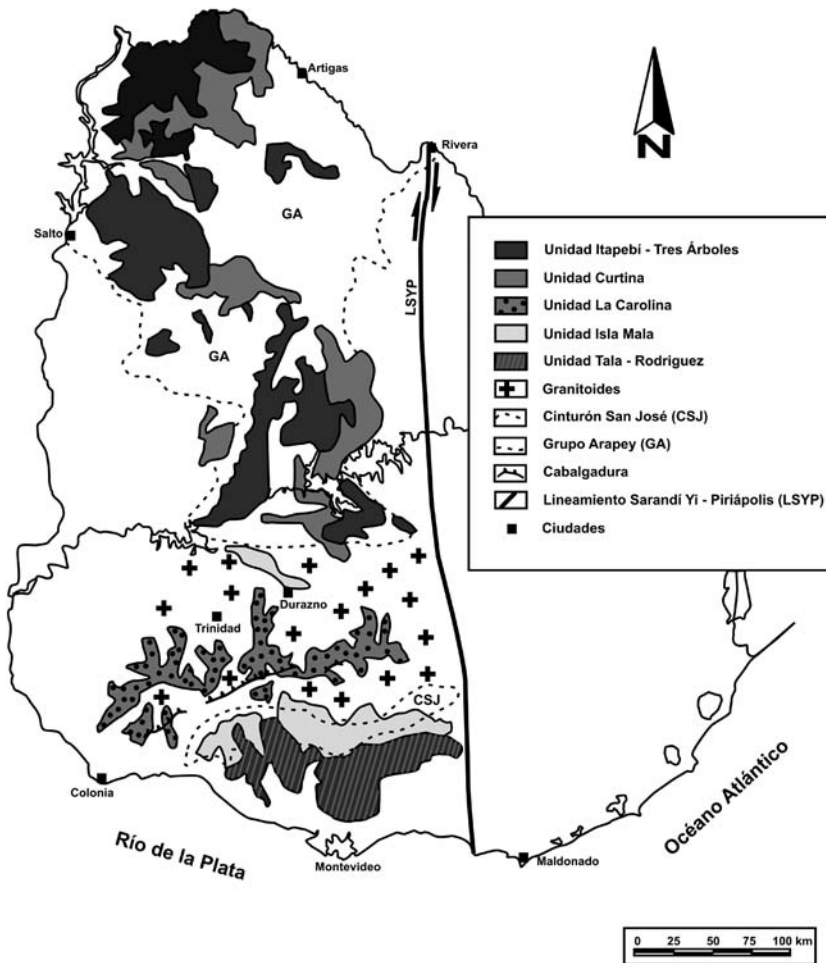 Artigas
Rivera
N
GA
Salto
LSYP
GA
Unidad Itapebí - Tres Árboles
Unidad Curtina
Unidad La Carolina
Unidad Isla Mala
Unidad Tala - Rodriguez
Granitoides
Cinturón San José (CSJ)
Grupo Arapey (GA)
Cabalgadura
Lineamiento Sarandí Yi - Piriápolis (LSYP)
Ciudades
Durazno
Trinidad
CSJ
Colonia
Río de la Plata
Montevideo
Maldonado
Océano Atlántico
0 25 50 75 100 km